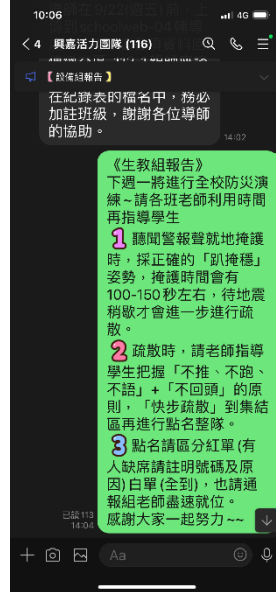 10:06
4G
4 興嘉活力團隊 (116)
【設備組報告】
在紀錄表的檔名中，務必
加註班級，謝謝各位導師
的協助。
14:02
《生教組報告》
下週一將進行全校防災演
練~請各班老師利用時間
再指導學生
1 聽聞警報聲就地掩護
時，採正確的「趴掩穩」
姿勢，掩護時間會有
100-150秒左右，待地震
稍歇才會進一步進行疏
散。
2 疏散時，請老師指導
學生把握「不推、不跑、
不語」+「不回頭」的原
則，「快步疏散」到集結
區再進行點名整隊。
3 點名請區分紅單(有
人缺席請註明號碼及原
因)白單(全到)，也請通
報組老師盡速就位。
感謝大家一起努力~~
已讀 113
14:04
Aa